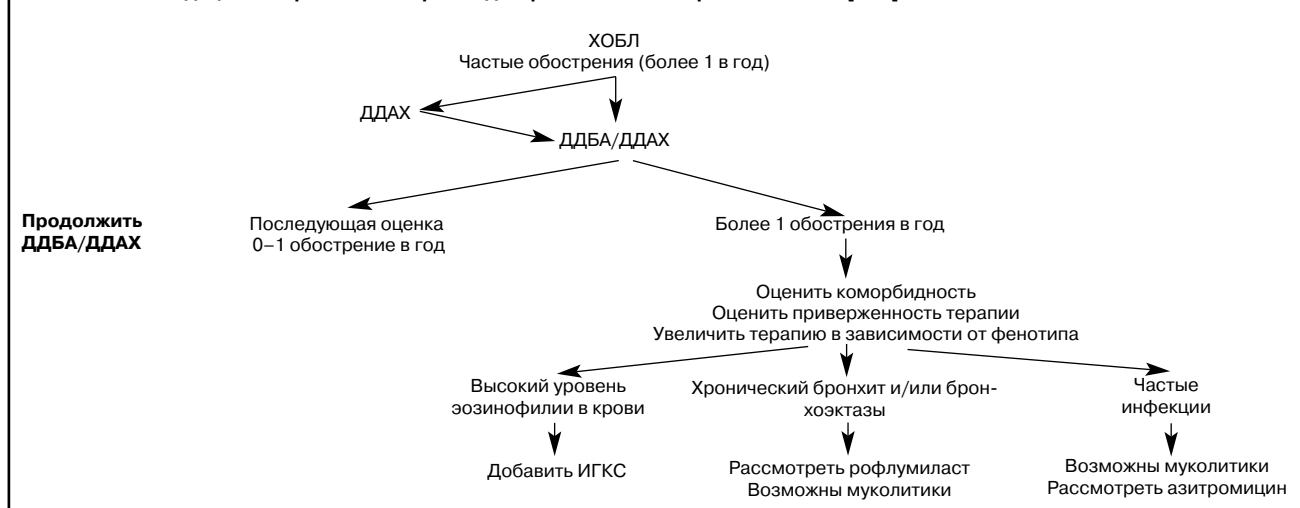 ХОБЛ
Частые обострения (более 1 в год)
ДДАХ
ДДБА/ДДАХ
Продолжить
ДДБА/ДДАХ
Последующая оценка
0–1 обострение в год
Более 1 обострения в год
Оценить коморбидность
Оценить приверженность терапии
Увеличить терапию в зависимости от фенотипа
Высокий уровень
эозинофилии в крови
Добавить ИГКС
Хронический бронхит и/или брон-
хоэктазы
Рассмотреть рофлумиласт
Возможны муколитики
Частые
инфекции
Возможны муколитики
Рассмотреть азитромицин